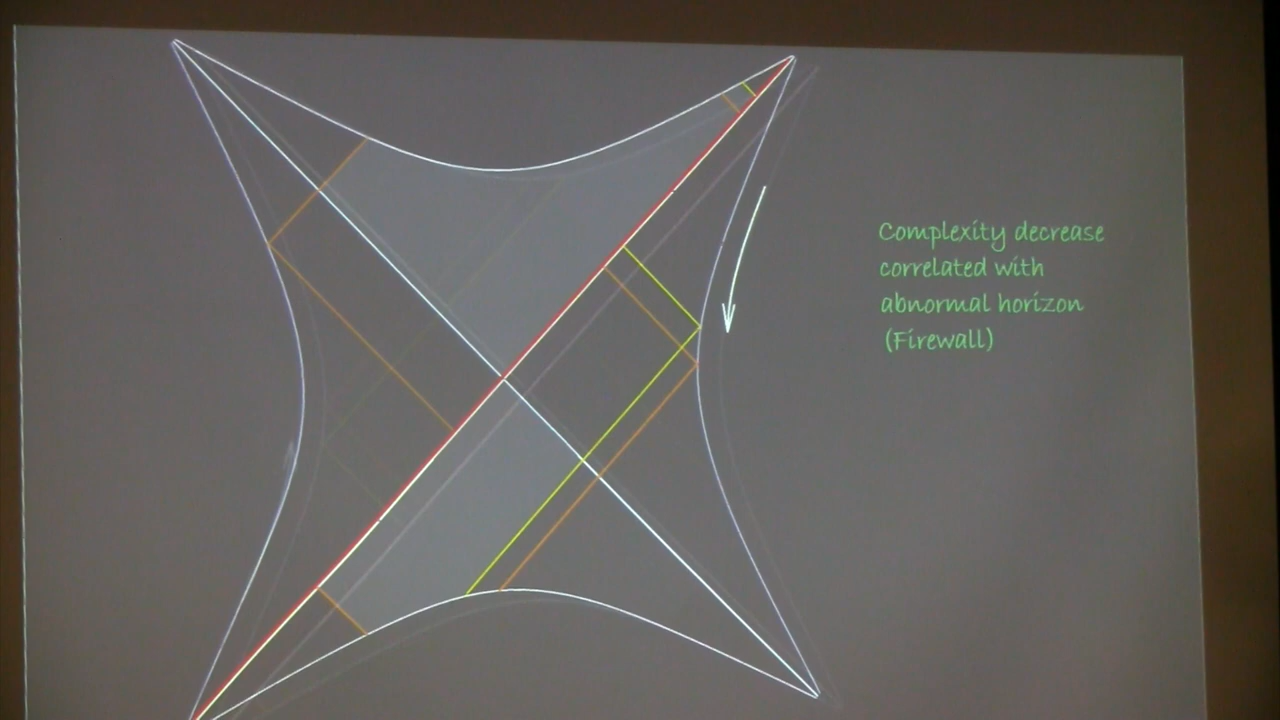 Complexity decrease
correlated with
abnormal horizon
(Firewall)